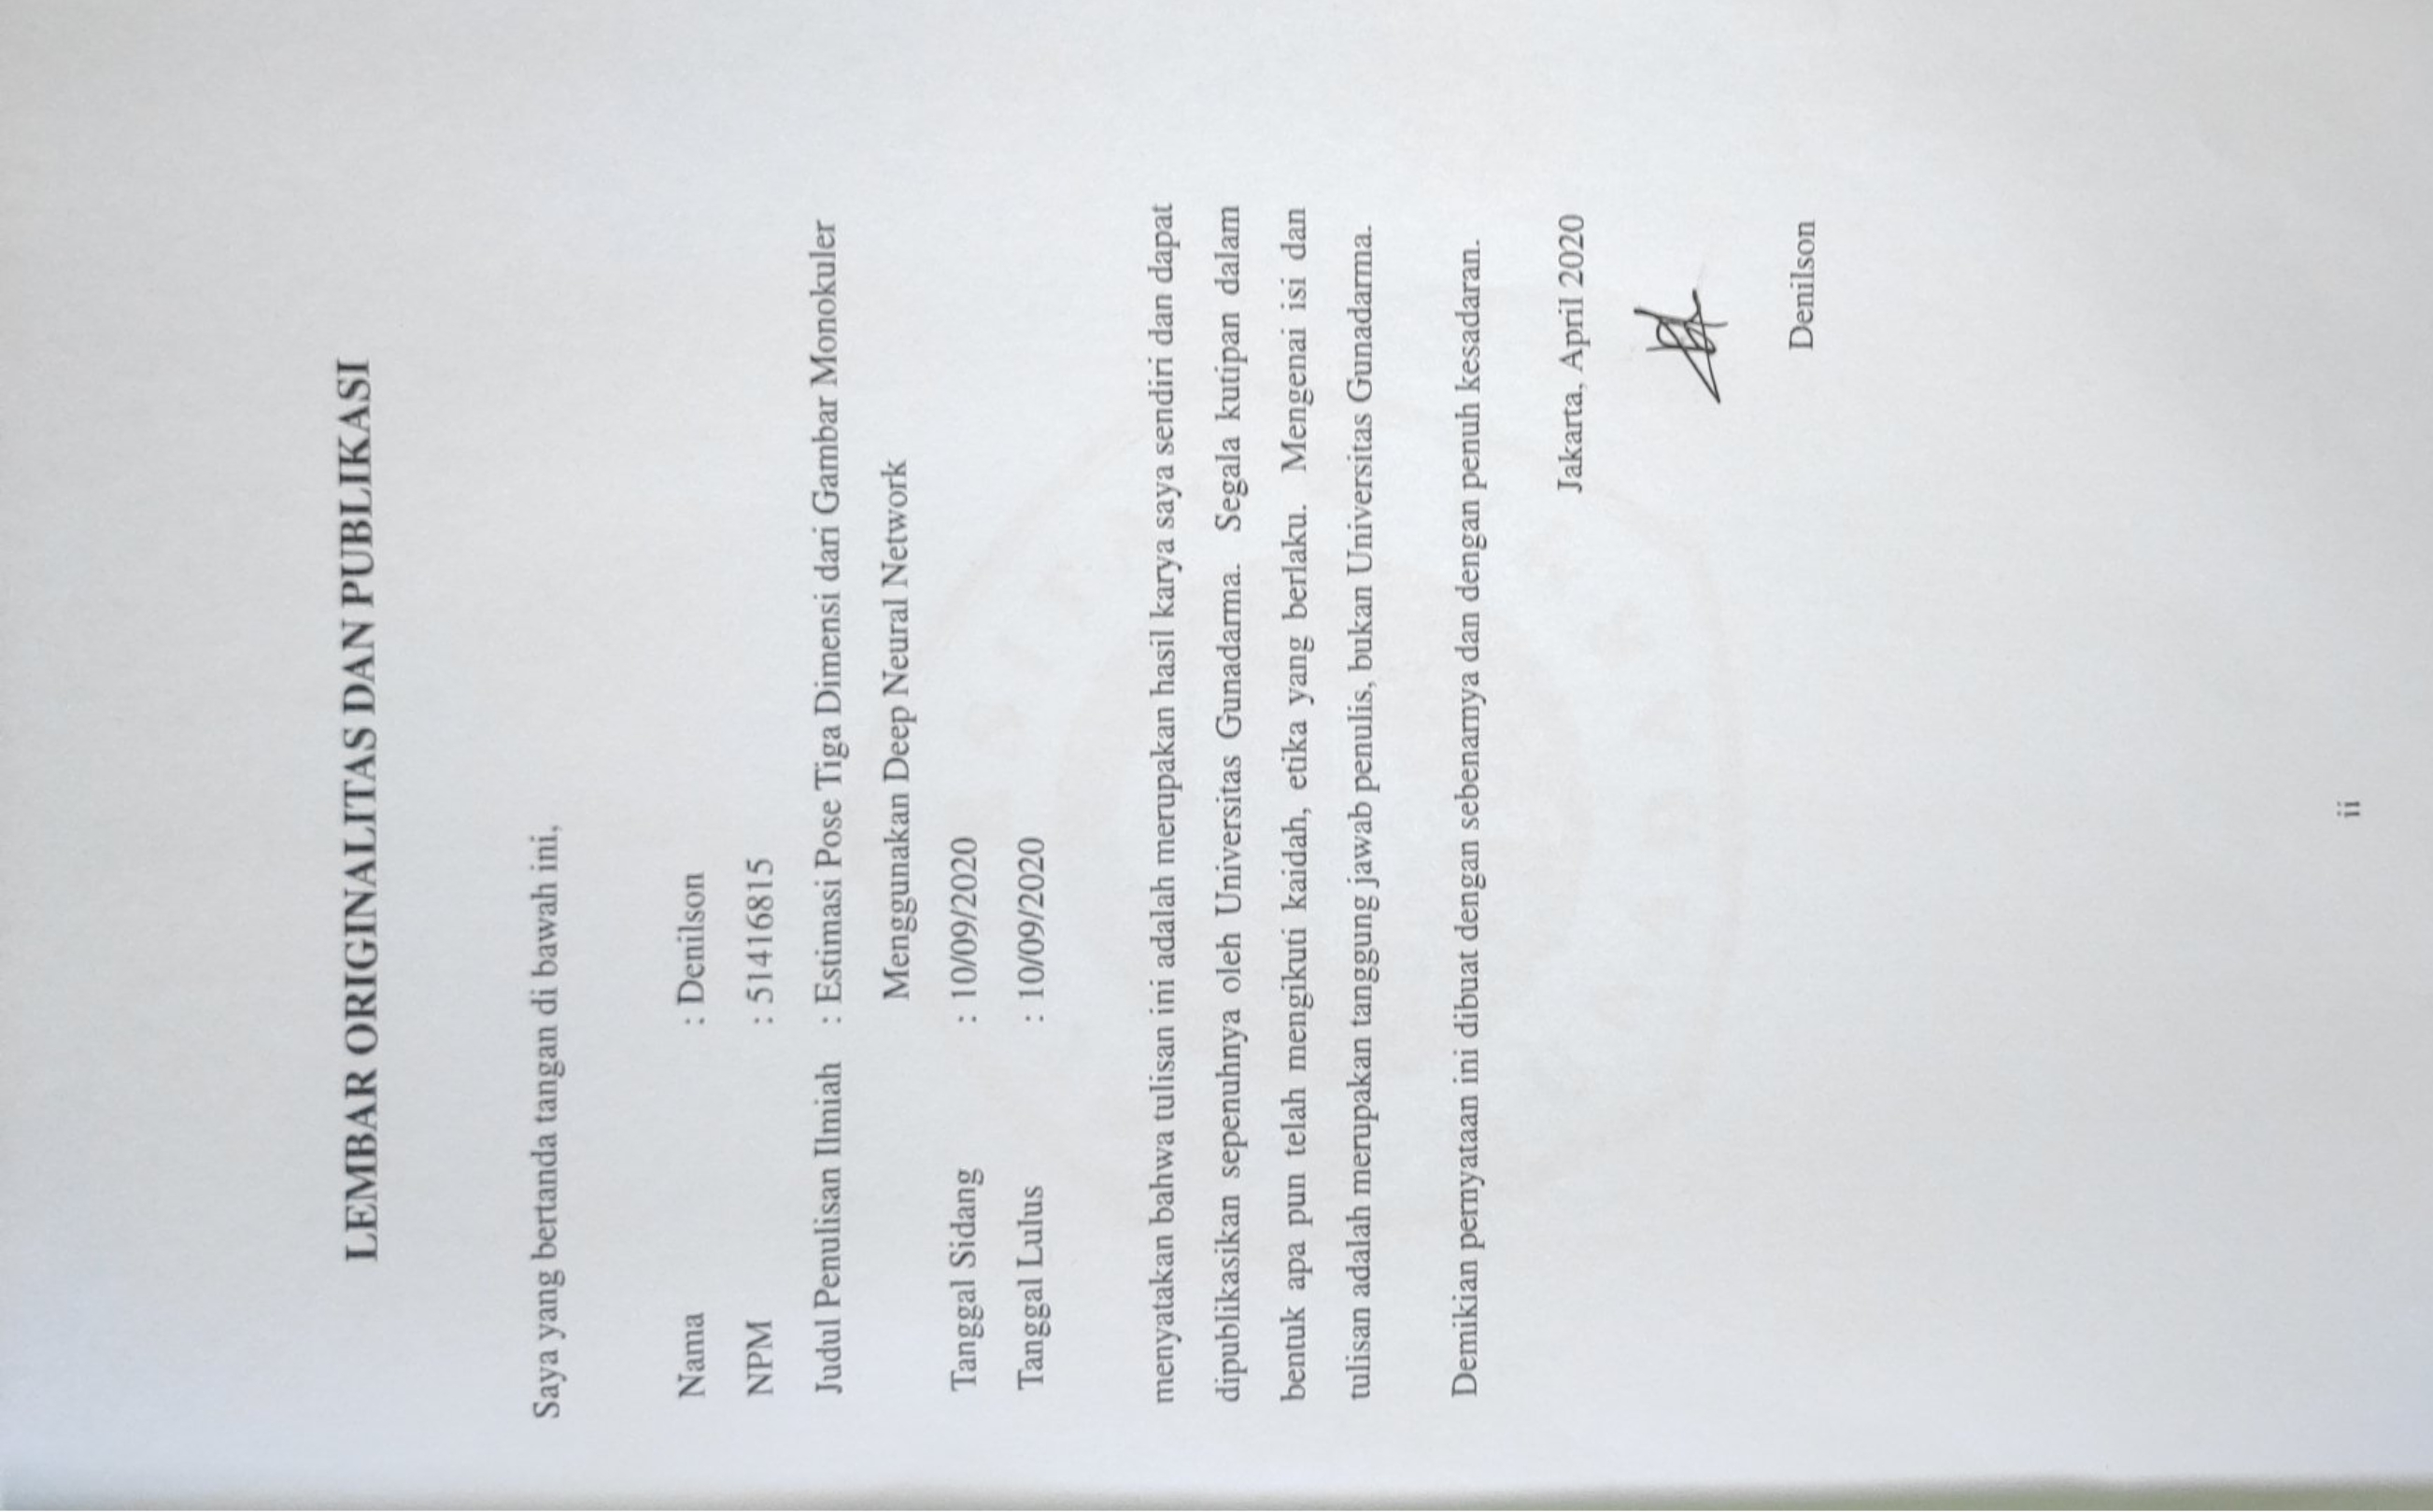 LEMBAR ORIGINALITAS DAN PUBLIKASI
Saya yang bertanda tangan di bawah ini,
Nama : Denilson
NPM : 51416815
Judul Penulisan Ilmiah : Estimasi Pose Tiga Dimensi dari Gambar Monokuler
Menggunakan Deep Neural Network
Tanggal Sidang : 10/09/2020
Tanggal Lulus : 10/09/2020
menyatakan bahwa tulisan ini adalah merupakan hasil karya saya sendiri dan dapat
dipublikasikan sepenuhnya oleh Universitas Gunadarma. Segala kutipan dalam
bentuk apa pun telah mengikuti kaidah, etika yang berlaku. Mengenai isi dan
tulisan adalah merupakan tanggung jawab penulis, bukan Universitas Gunadarma.
Demikian pernyataan ini dibuat dengan sebenarnya dan dengan penuh kesadaran.
Jakarta, April 2020
Denilson
ii